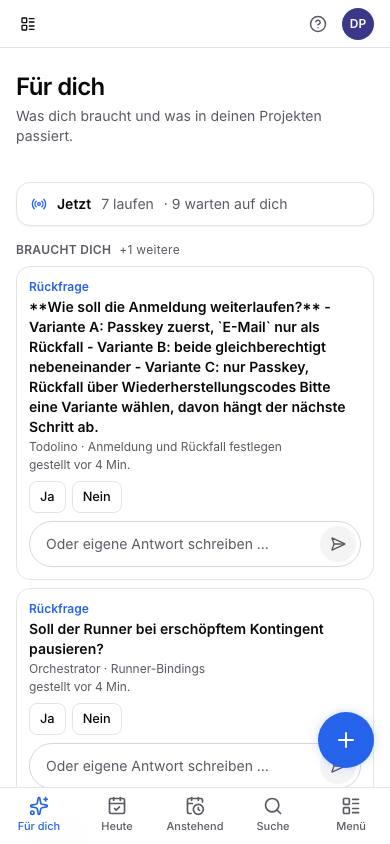 DP
Für dich
Was dich braucht und was in deinen Projekten
passiert.
Jetzt 7 laufen · 9 warten auf dich
BRAUCHT DICH +1 weitere
Rückfrage
**Wie soll die Anmeldung weiterlaufen?** -
Variante A: Passkey zuerst, `E-Mail` nur als
Rückfall - Variante B: beide gleichberechtigt
nebeneinander - Variante C: nur Passkey,
Rückfall über Wiederherstellungscodes Bitte
eine Variante wählen, davon hängt der nächste
Schritt ab.
Todolino · Anmeldung und Rückfall festlegen
gestellt vor 4 Min.
Ja Nein
Oder eigene Antwort schreiben ...
Rückfrage
Soll der Runner bei erschöpftem Kontingent
pausieren?
Orchestrator · Runner-Bindings
gestellt vor 4 Min.
Ja Nein
Oder eigene Antwort schreiben ...
Für dich Heute Anstehend Suche Menü